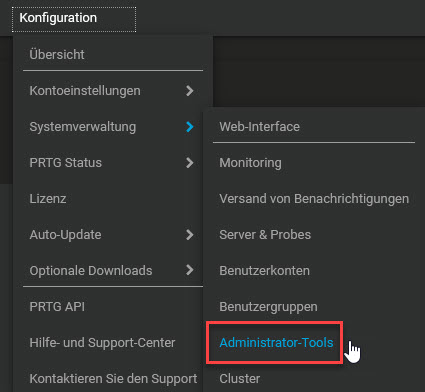 Konfiguration
Übersicht
Kontoeinstellungen
Systemverwaltung
PRTG Status
Lizenz
Auto-Update
Optionale Downloads
PRTG API
Hilfe- und Support-Center
Kontaktieren Sie den Support
Web-Interface
Monitoring
Versand von Benachrichtigungen
Server & Probes
Benutzerkonten
Benutzergruppen
Administrator-Tools
Cluster